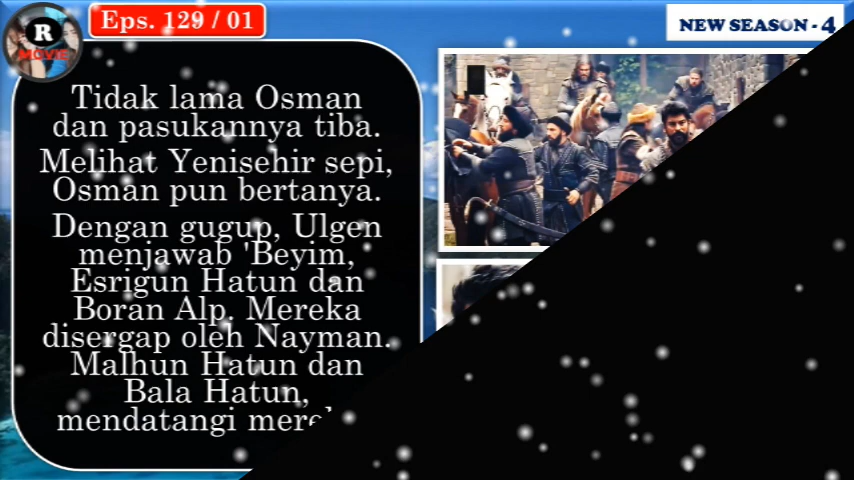 R
MOVIE
Eps. 129 / 01
NEW SEASON - 4
Tidak lama Osman
dan pasukannya tiba.
Melihat Yenisehir sepi,
Osman pun bertanya.
Dengan gugup, Ulgen
menjawab 'Beyim,
Esrigun Hatun dan
Boran Alp. Mereka
disergap oleh Nayman.
Malhun Hatun dan
Bala Hatun,
mendatangi